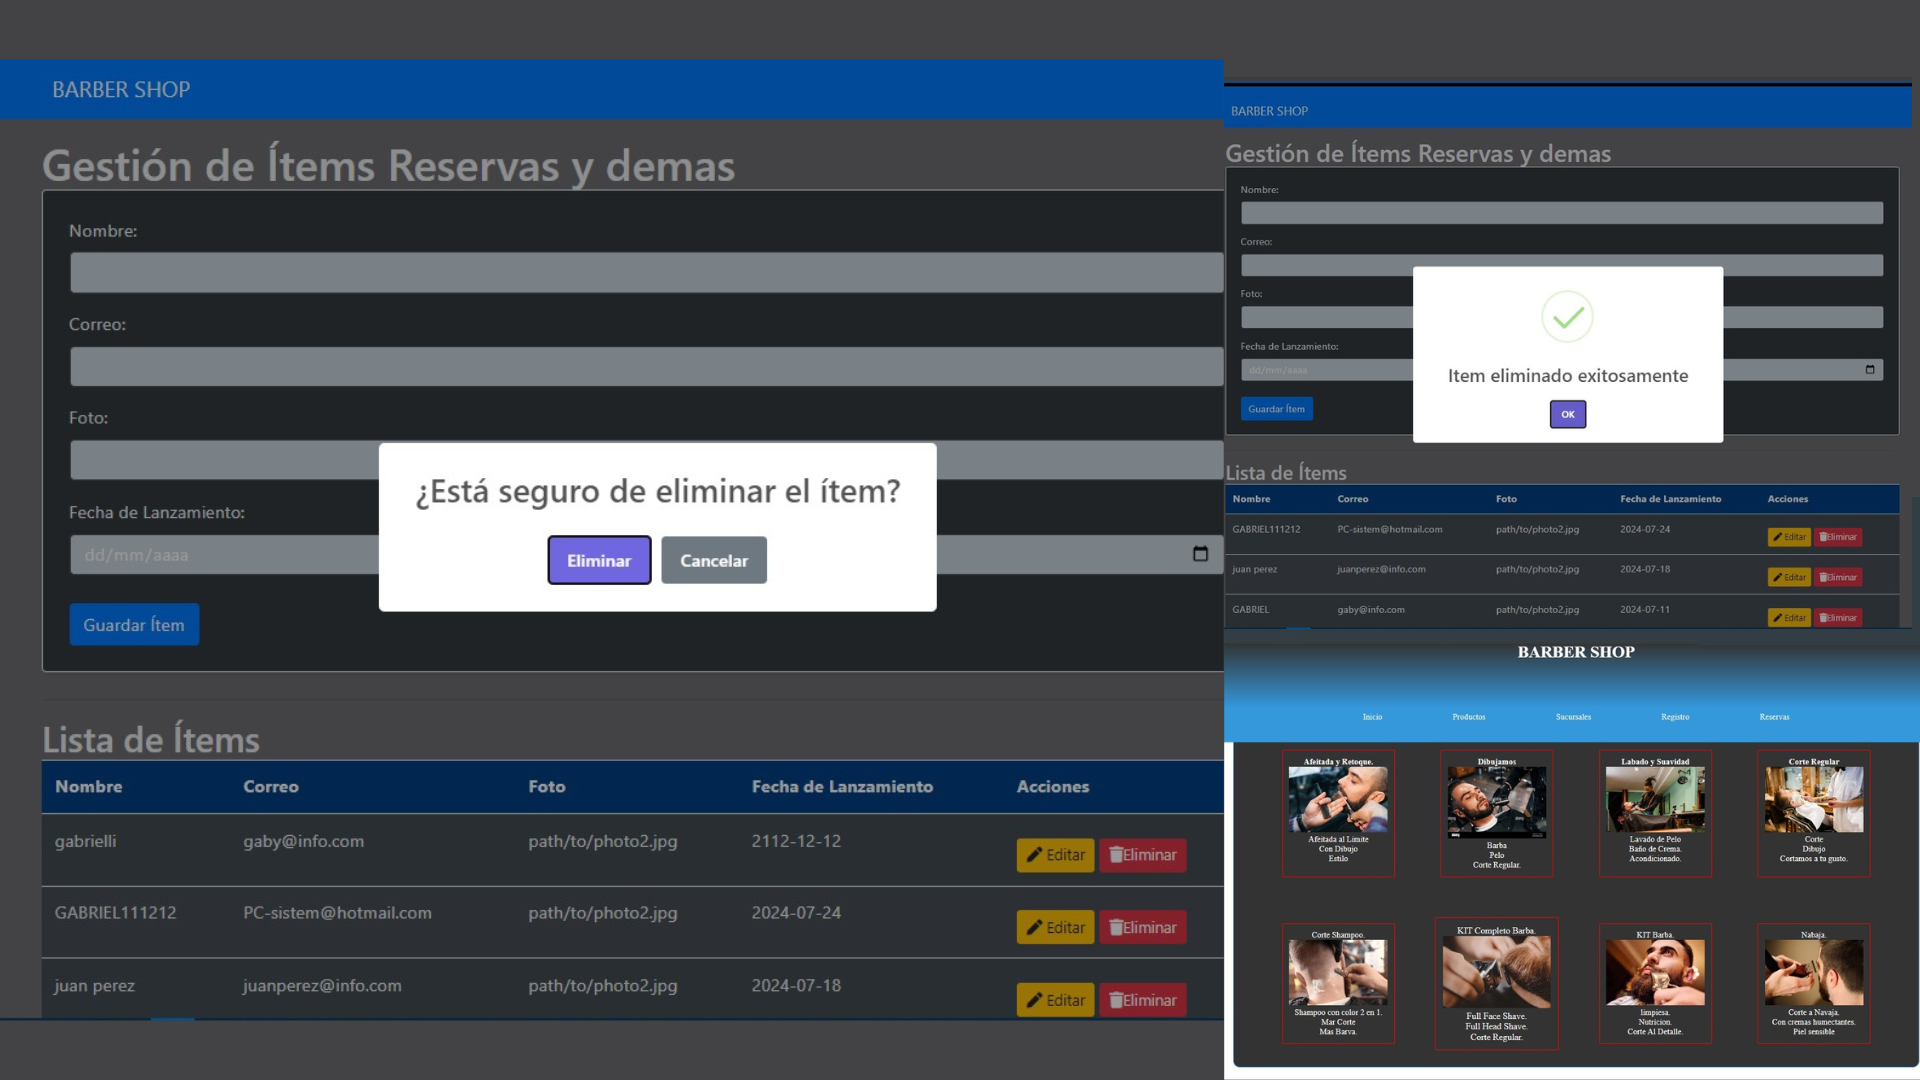 BARBER SHOP
Gestión de Ítems Reservas y demas
Nombre:
Correo:
Foto:
Fecha de Lanzamiento:
dd/mm/aaaa
Guardar Ítem
¿Está seguro de eliminar el ítem?
Eliminar Cancelar
Lista de Ítems
Nombre Correo Foto Fecha de Lanzamiento Acciones
gabrielli gaby@info.com path/to/photo2.jpg 2112-12-12 Editar Eliminar
GABRIEL111212 PC-sistem@hotmail.com path/to/photo2.jpg 2024-07-24 Editar Eliminar
juan perez juanperez@info.com path/to/photo2.jpg 2024-07-18 Editar Eliminar
BARBER SHOP
Gestión de Ítems Reservas y demas
Nombre:
Correo:
Foto:
Fecha de Lanzamiento:
dd/mm/aaaa
Guardar Ítem
Item eliminado exitosamente
OK
Lista de Ítems
Nombre Correo Foto Fecha de Lanzamiento Acciones
GABRIEL111212 PC-sistem@hotmail.com path/to/photo2.jpg 2024-07-24 Editar Eliminar
juan perez juanperez@info.com path/to/photo2.jpg 2024-07-18 Editar Eliminar
GABRIEL gaby@info.com path/to/photo2.jpg 2024-07-11 Editar Eliminar
BARBER SHOP
Inicio Productos Sucursales Registro Reservas
Afeitada y Retoque.
Afeitada al Limite
Con Dibujo
Estilo
Dibujamos
Barba
Pelo
Corte Regular.
Labado y Suavidad
Lavado de Pelo
Baño de Crema.
Acondicionado.
Corte Regular
Corte
Dibujo
Cortamos a tu gusto.
Corte Shampoo.
Shampoo con color 2 en 1.
Mar Corte
Mas Barva.
KIT Completo Barba.
Full Face Shave.
Full Head Shave.
Corte Regular.
KIT Barba.
limpiesa.
Nutricion.
Corte Al Detalle.
Nabaja.
Corte a Navaja.
Con cremas humectantes.
Piel sensible